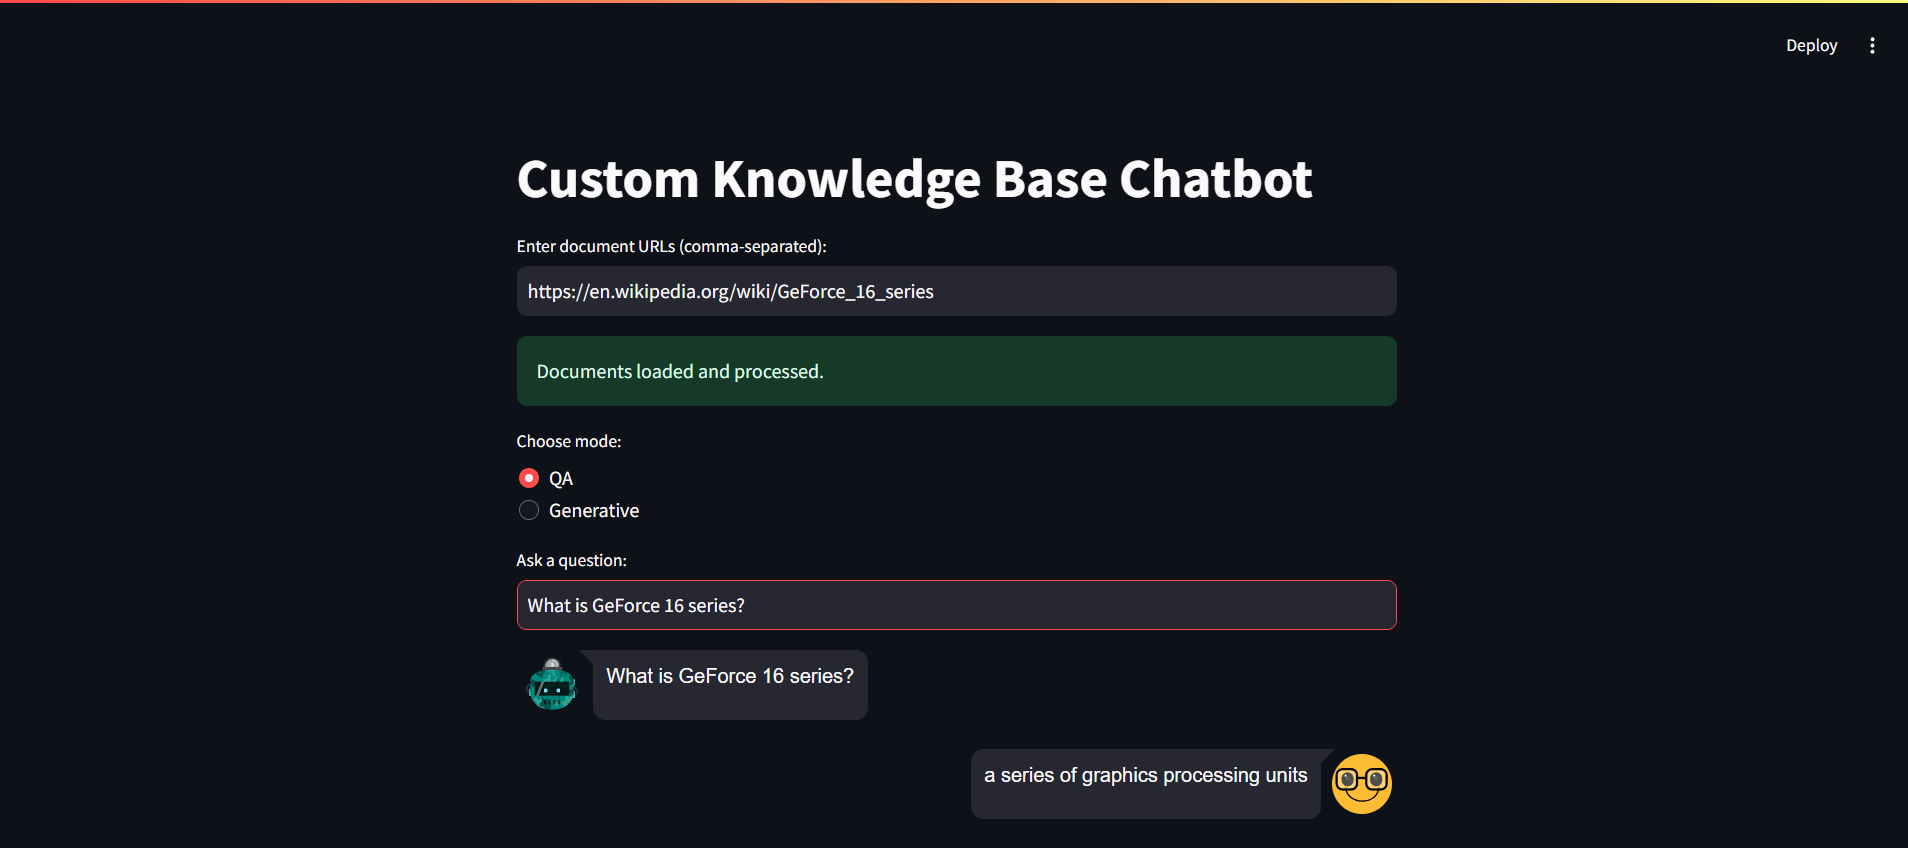 Deploy
Custom Knowledge Base Chatbot
Enter document URLs (comma-separated):
https://en.wikipedia.org/wiki/GeForce_16_series
Documents loaded and processed.
Choose mode:
QA
Generative
Ask a question:
What is GeForce 16 series?
What is GeForce 16 series?
a series of graphics processing units